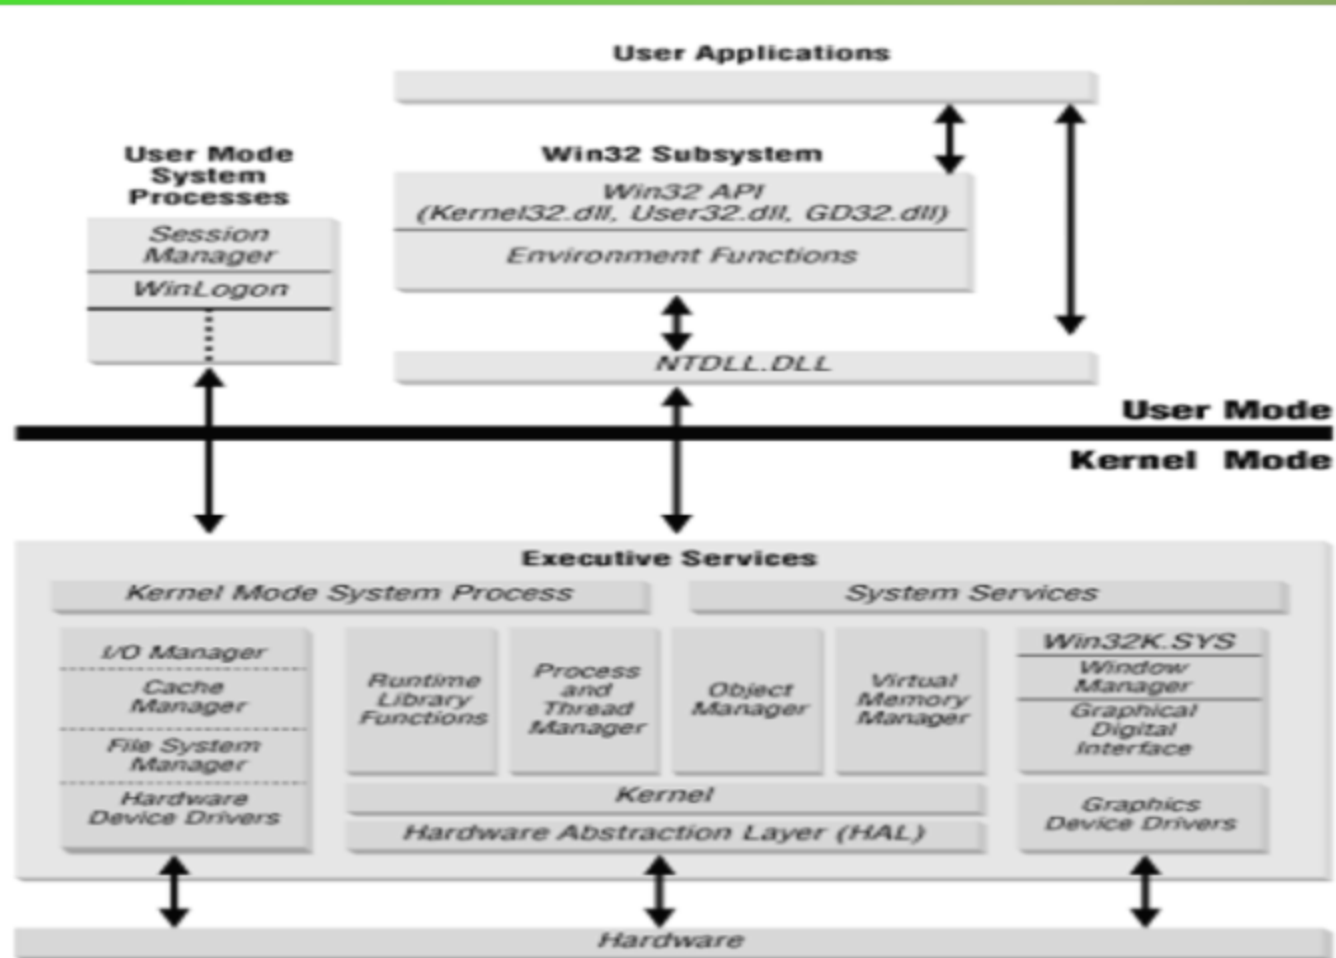 User Applications
User Mode
System
Processes
Session
Manager
WinLogon
Win32 Subsystem
Win32 API
(Kernel32.dll, User32.dll, GD32.dll)
Environment Functions
NTDLL.DLL
User Mode
Kernel Mode
Executive Services
Kernel Mode System Process
System Services
I/O Manager
Cache
Manager
File System
Manager
Hardware
Device Drivers
Runtime
Library
Functions
Process
and
Thread
Manager
Object
Manager
Virtual
Memory
Manager
Win32K.SYS
Window
Manager
Graphical
Digital
Interface
Kernel
Hardware Abstraction Layer (HAL)
Graphics
Device Drivers
Hardware